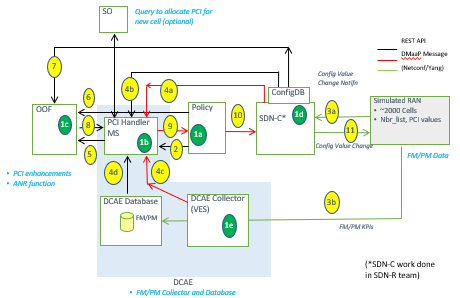 SO
Query to allocate PCI for
new cell (optional)
REST API
DMaaP Message
(Netconf/Yang)
7
6
4b
4a
ConfigDB
Config Value
Change Notifn
OOF
1c
8
5
PCI Handler
MS
1b
9
2
Policy
1a
10
SDN-C*
1d
3a
11
Config Value Change
Simulated RAN
• ~2000 Cells
• Nbr_list, PCI values
FM/PM Data
• PCI enhancements
• ANR function
4d
4c
DCAE Database
FM/PM
DCAE Collector
(VES)
1e
3b
FM/PM KPIs
DCAE
• FM/PM Collector and Database
(*SDN-C work done
in SDN-R team)